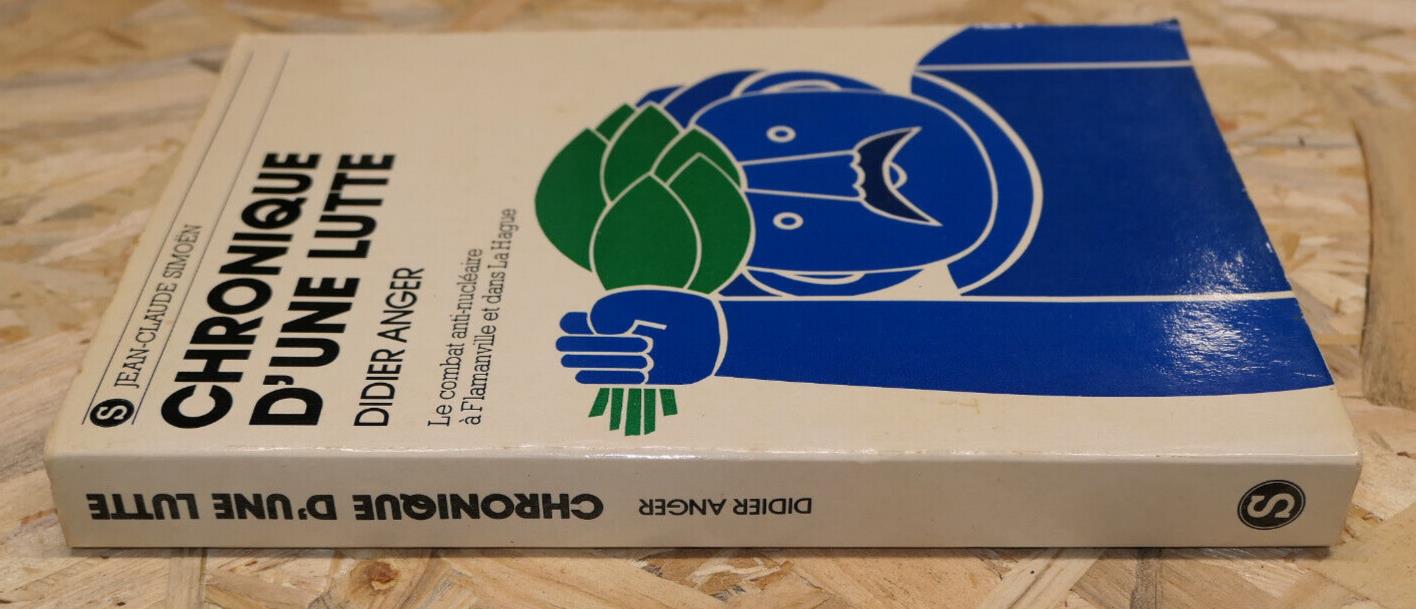 S JEAN-CLAUDE SIMOËN
CHRONIQUE
D'UNE LUTTE
DIDIER ANGER
Le combat anti-nucléaire
à Flamanville et dans La Hague
CHRONIQUE D'UNE LUTTE DIDIER ANGER S